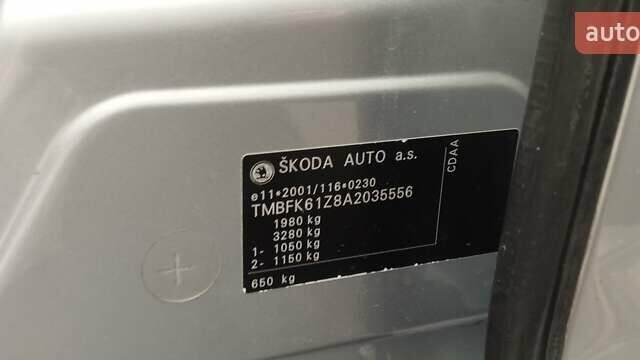 auto
ŠKODA AUTO a.s.
e11*2001/116*0230
TMBFK61Z8A2035556
1980 kg
3280 kg
1- 1050 kg
2- 1150 kg
650 kg
CDAA